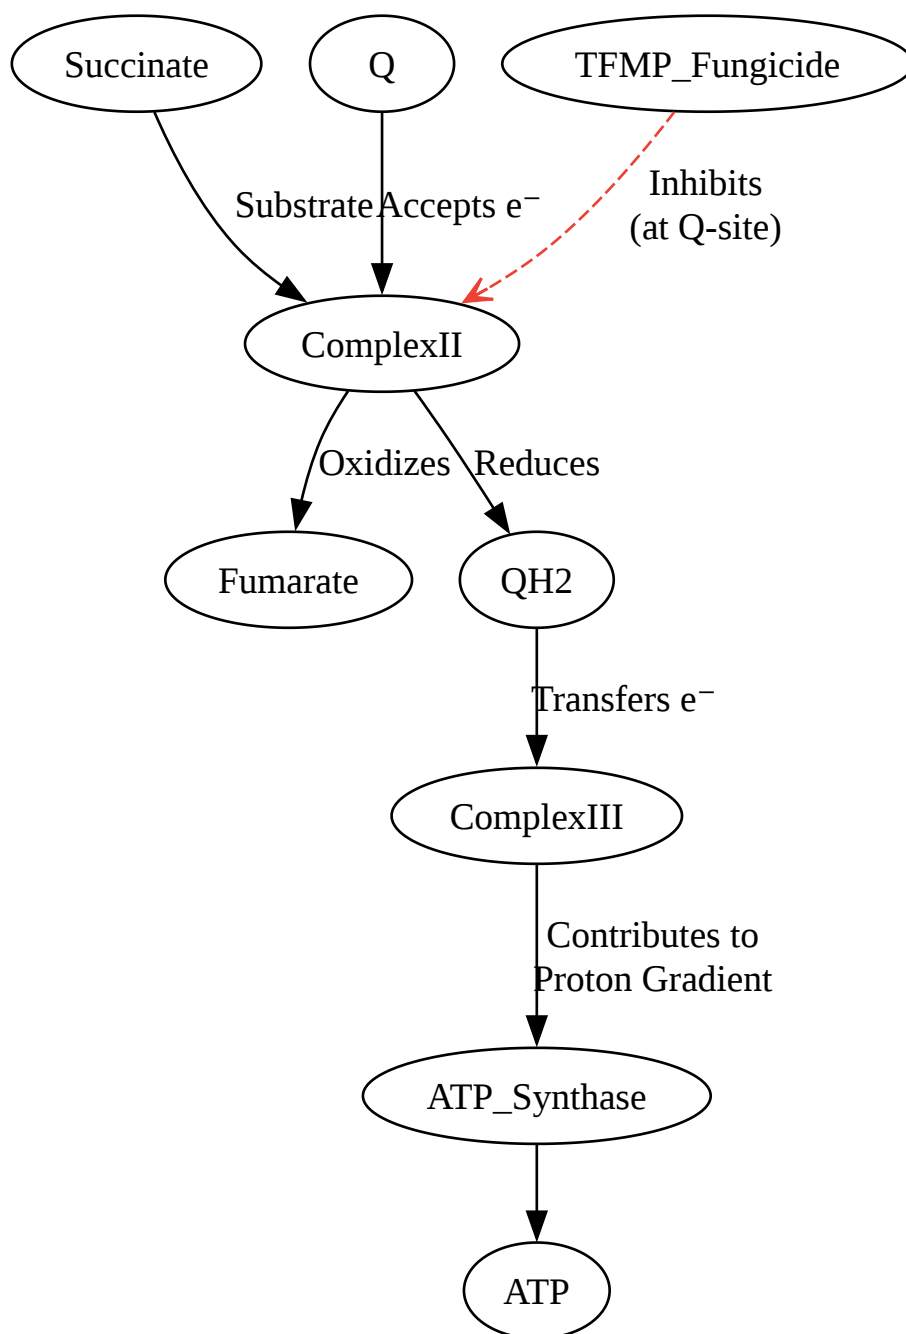 Succinate
Q
TFMP_Fungicide
Substrate
Accepts e⁻
Inhibits
(at Q-site)
ComplexII
Oxidizes
Reduces
Fumarate
QH2
Transfers e⁻
ComplexIII
Contributes to
Proton Gradient
ATP_Synthase
ATP